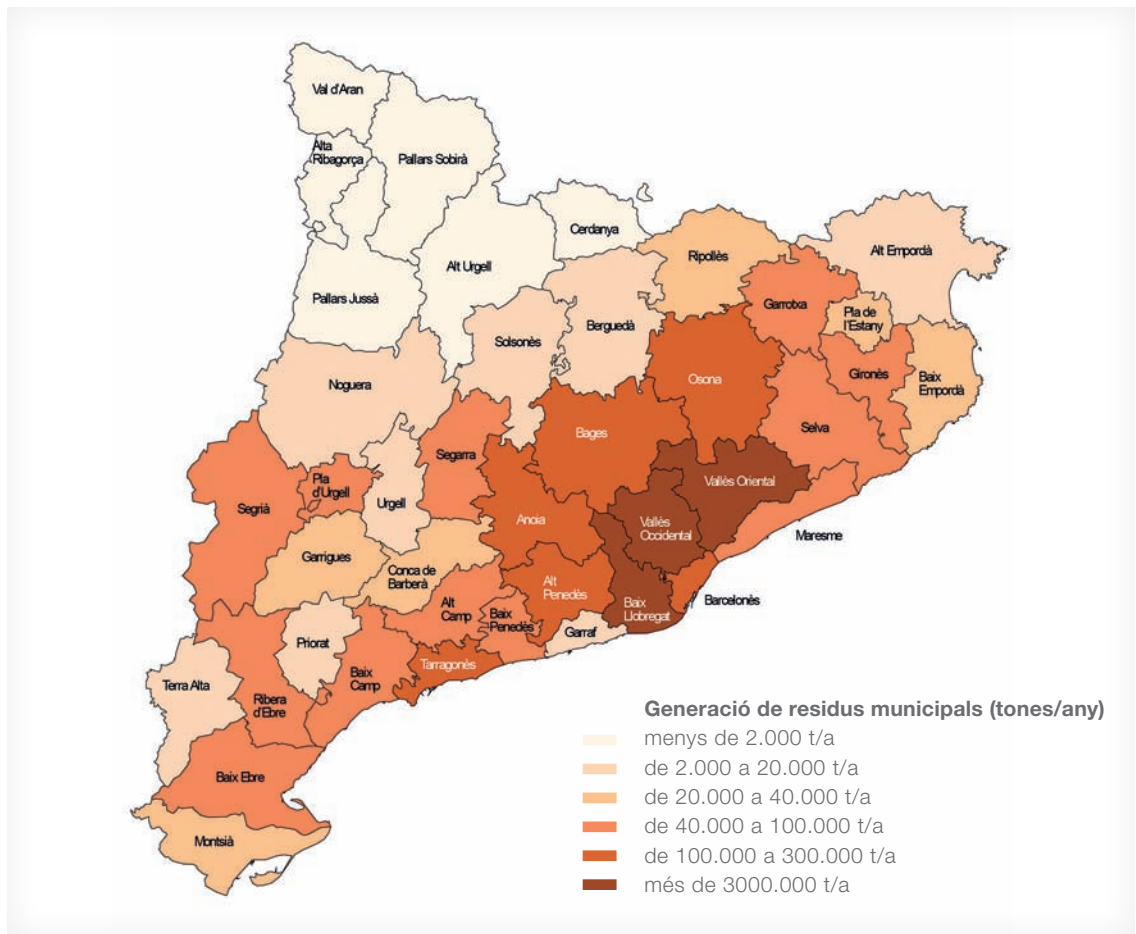 Val d'Aran
Alta
Ribagorça
Pallars Sobirà
Cerdanya
Alt Urgell
Pallars Jussà
Ripollès
Alt Empordà
Garrotxa
Pla de
l'Estany
Berguedà
Solsonès
Noguera
Osona
Gironès
Baix
Empordà
Selva
Bages
Segarra
Pla
d'Urgell
Urgell
Segrià
Vallès Oriental
Vallès
Occidental
Anoia
Maresme
Garrigues
Conca de
Barberà
Alt
Penedès
Baix
Llobregat
Barcelonès
Alt
Camp
Baix
Penedès
Garraf
Priorat
Tarragonès
Baix
Camp
Terra Alta
Ribera
d'Ebre
Baix Ebre
Montsià
Generació de residus municipals (tones/any)
menys de 2.000 t/a
de 2.000 a 20.000 t/a
de 20.000 a 40.000 t/a
de 40.000 a 100.000 t/a
de 100.000 a 300.000 t/a
més de 3000.000 t/a